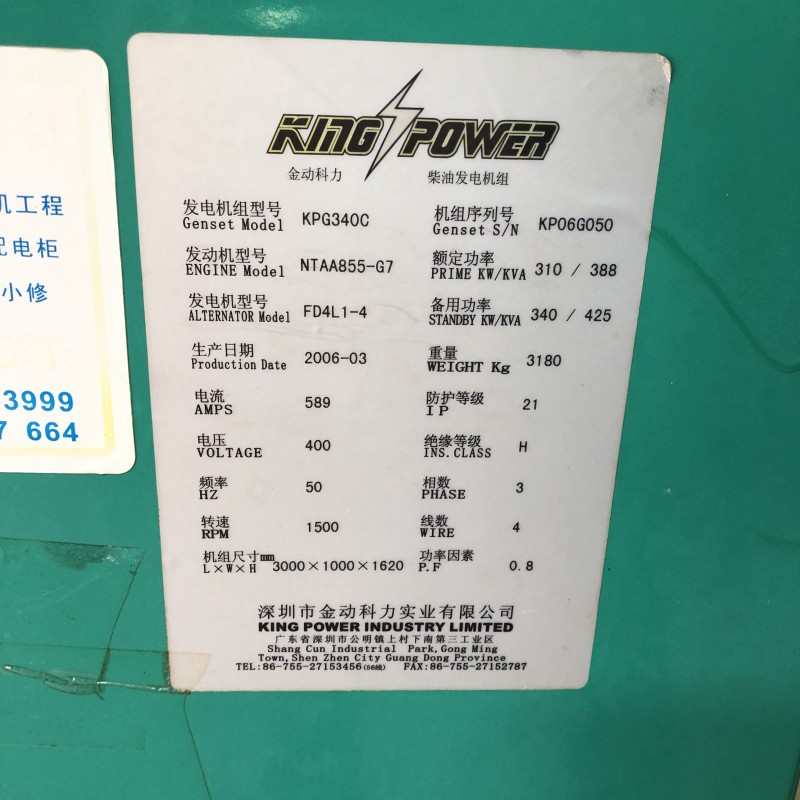 KING POWER
金动科力 柴油发电机组
发电机组型号 KPG340C 机组序列号 KP06G050
Genset Model Genset S/N
发动机型号 NTAA855-G7 额定功率 310 / 388
ENGINE Model PRIME KW/KVA
发电机型号 FD4L1-4 备用功率 340 / 425
ALTERNATOR Model STANDBY KW/KVA
生产日期 2006-03 重量 3180
Production Date WEIGHT Kg
电流 589 防护等级 21
AMPS IP
电压 400 绝缘等级 H
VOLTAGE INS.CLASS
频率 50 相数 3
HZ PHASE
转速 1500 线数 4
RPM WIRE
机组尺寸mm 功率因素
L×W×H 3000×1000×1620 P.F 0.8
深圳市金动科力实业有限公司
KING POWER INDUSTRY LIMITED
广东省深圳市公明镇上村下南第三工业区
Shang Cun Industrial Park,Gong Ming
Town,Shen Zhen City Guang Dong Province
TEL:86-755-27153456(56线) FAX:86-755-27152787
机工程
配电柜
小修
3999
7 664